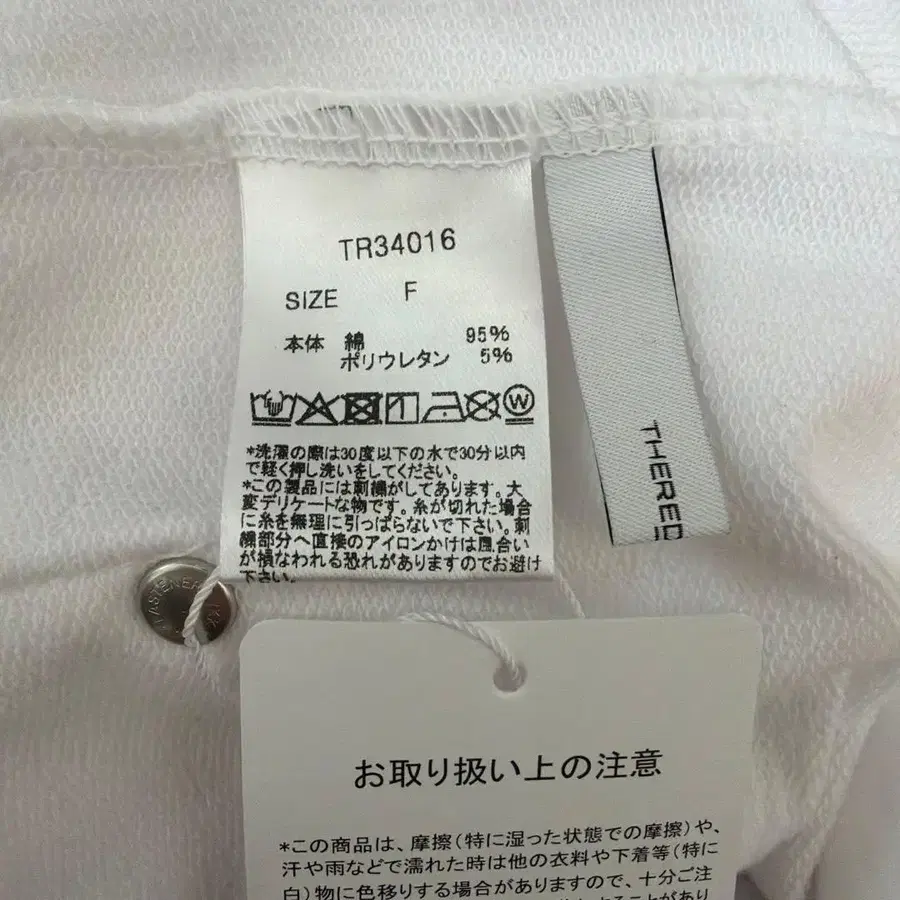 TR34016
SIZE F
本体 綿 95%
ポリウレタン 5%
W
*洗濯の際は30度以下の水で30分以内
で軽く押し洗いをしてください。
*この製品には刺繍がしてあります。大
変デリケートな物です。糸が切れた場合
に糸を無理に引っぱらないで下さい。刺
繍部分へ直接のアイロンかけは風合い
が損なわれる恐れがありますのでお避け
下さい。
THERED
FASTENER
お取り扱い上の注意
*この商品は、摩擦(特に湿った状態での摩擦)や、
汗や雨などで濡れた時は他の衣料や下着等(特に
白)物に色移りする場合がありますので、十分ご注